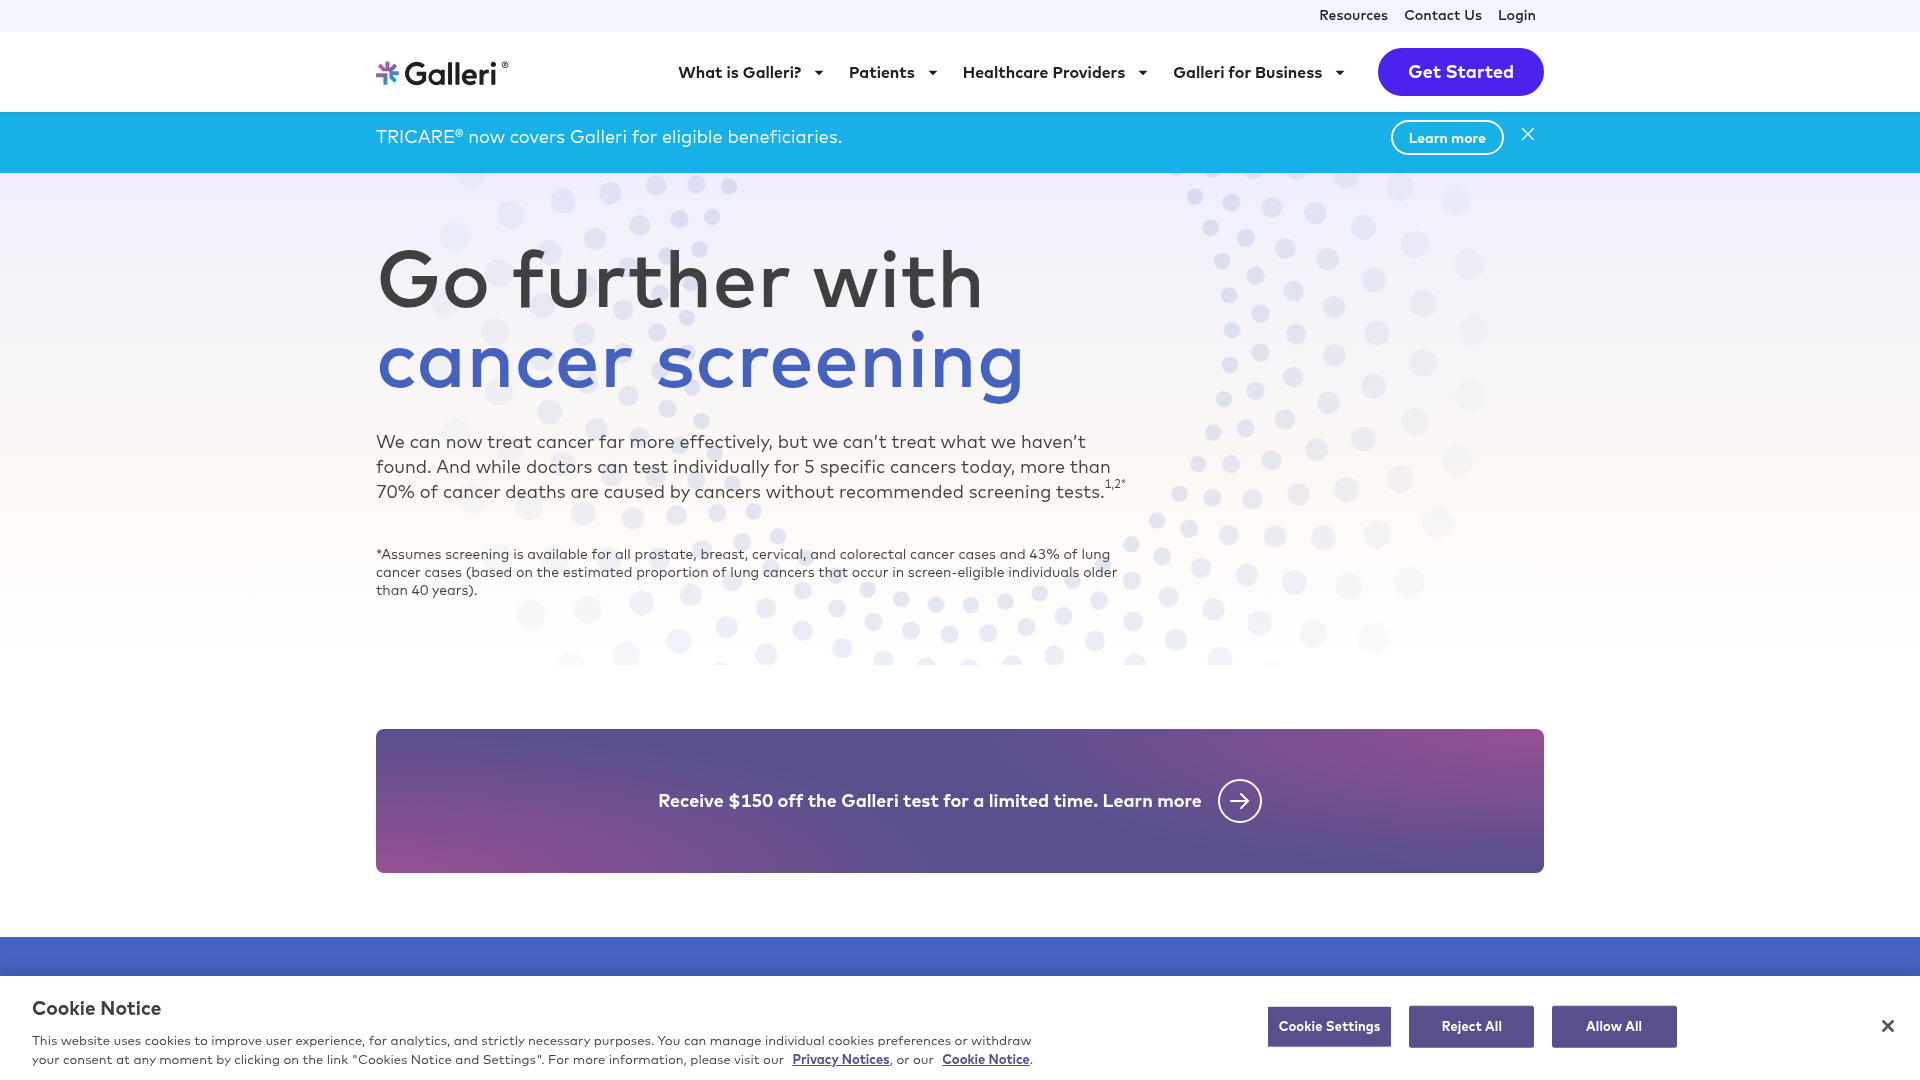 Resources Contact Us Login
Galleri®
What is Galleri? Patients Healthcare Providers Galleri for Business Get Started
TRICARE® now covers Galleri for eligible beneficiaries. Learn more
Go further with
cancer screening
We can now treat cancer far more effectively, but we can’t treat what we haven’t
found. And while doctors can test individually for 5 specific cancers today, more than
70% of cancer deaths are caused by cancers without recommended screening tests.1,2*
*Assumes screening is available for all prostate, breast, cervical, and colorectal cancer cases and 43% of lung
cancer cases (based on the estimated proportion of lung cancers that occur in screen-eligible individuals older
than 40 years).
Receive $150 off the Galleri test for a limited time. Learn more
Cookie Notice
This website uses cookies to improve user experience, for analytics, and strictly necessary purposes. You can manage individual cookies preferences or withdraw
your consent at any moment by clicking on the link "Cookies Notice and Settings". For more information, please visit our Privacy Notices, or our Cookie Notice.
Cookie Settings Reject All Allow All